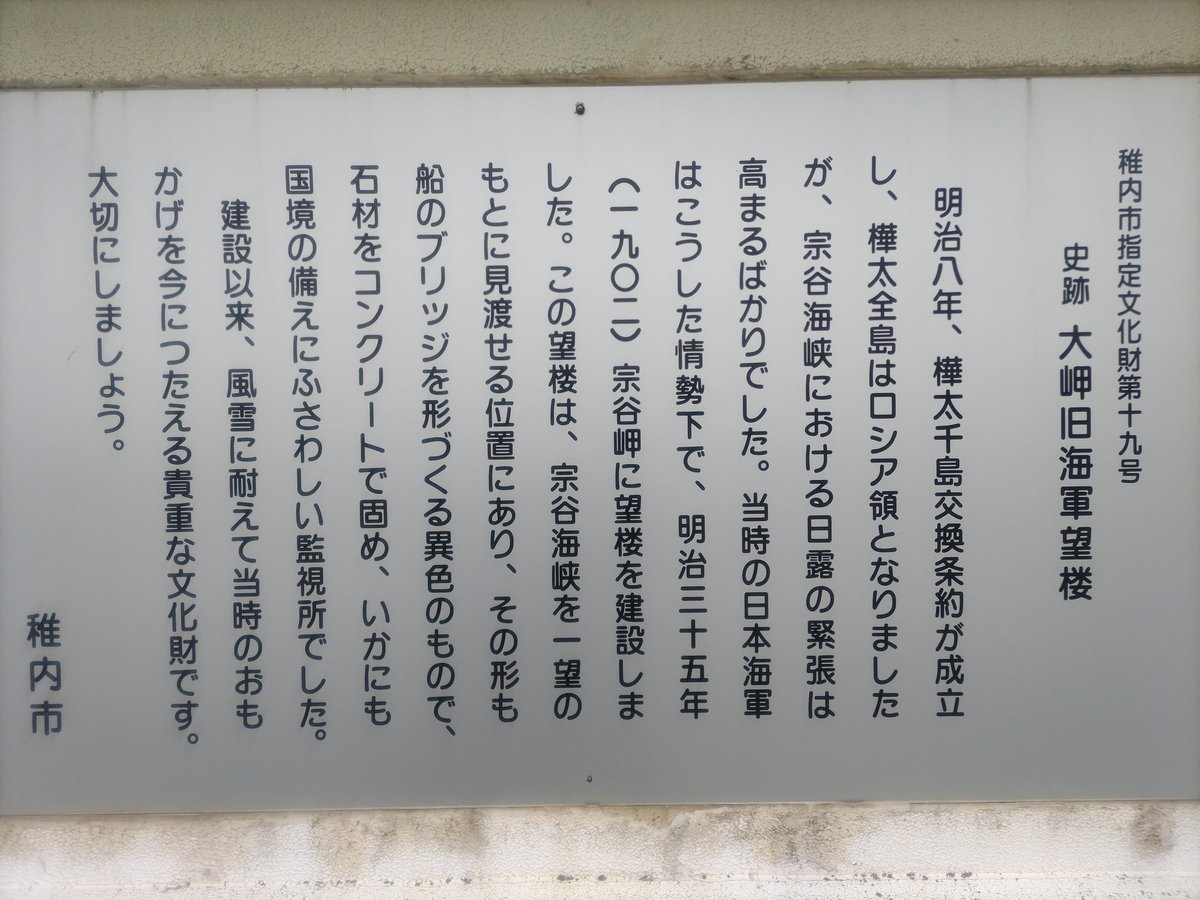 稚内市指定文化財第十九号
史跡 大岬旧海軍望楼
明治八年、樺太千島交換条約が成立
し、樺太全島はロシア領となりました
が、宗谷海峡における日露の緊張は
高まるばかりでした。当時の日本海軍
はこうした情勢下で、明治三十五年
(一九〇二)宗谷岬に望楼を建設しま
した。この望楼は、宗谷海峡を一望の
もとに見渡せる位置にあり、その形も
船のブリッジを形づくる異色のもので、
石材をコンクリートで固め、いかにも
国境の備えにふさわしい監視所でした。
建設以来、風雪に耐えて当時のおも
かげを今につたえる貴重な文化財です。
大切にしましょう。
稚内市